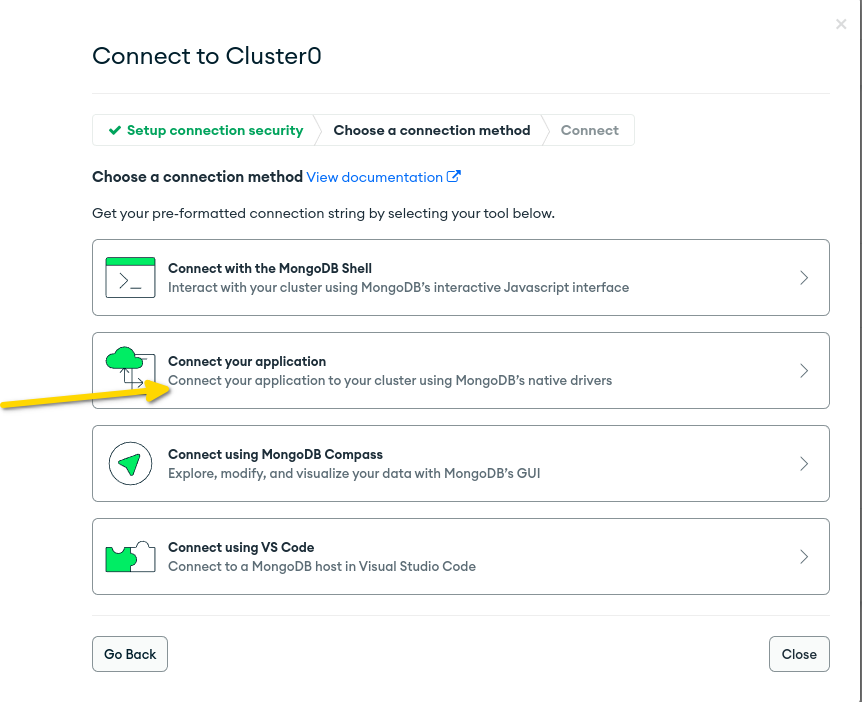 Connect to Cluster0
Setup connection security
Choose a connection method
Connect
Choose a connection method View documentation
Get your pre-formatted connection string by selecting your tool below.
Connect with the MongoDB Shell
Interact with your cluster using MongoDB's interactive Javascript interface
Connect your application
Connect your application to your cluster using MongoDB's native drivers
Connect using MongoDB Compass
Explore, modify, and visualize your data with MongoDB's GUI
Connect using VS Code
Connect to a MongoDB host in Visual Studio Code
Go Back
Close